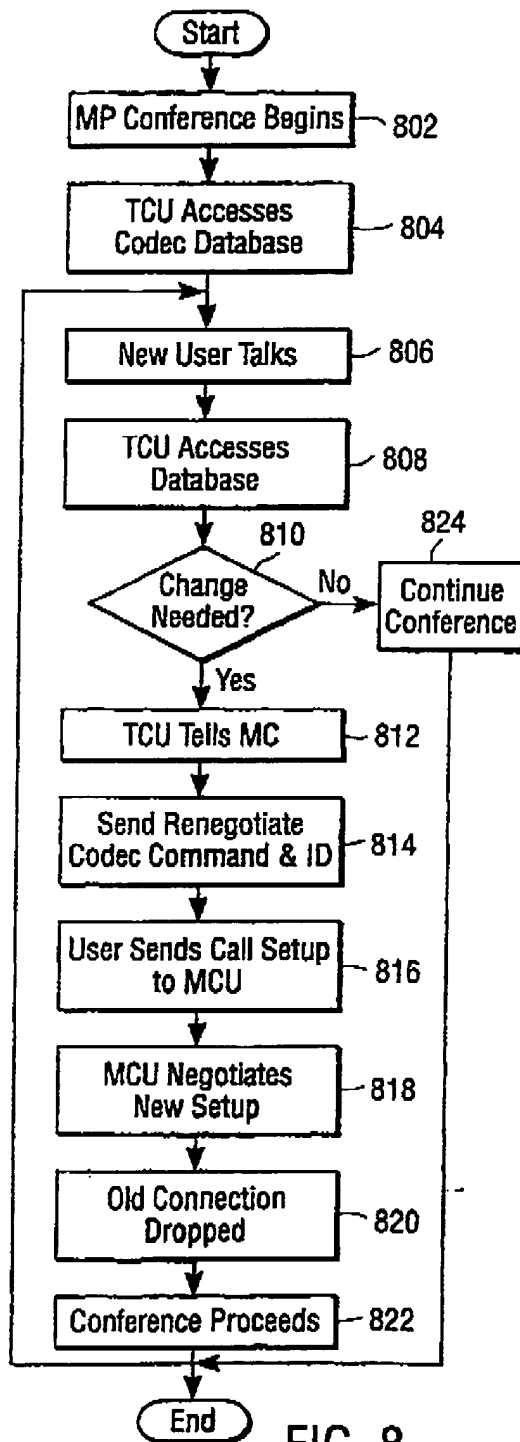 Start
MP Conference Begins
802
TCU Accesses
Codec Database
804
New User Talks
806
TCU Accesses
Database
808
810
Change
Needed?
No
824
Continue
Conference
Yes
TCU Tells MC
812
Send Renegotiate
Codec Command & ID
814
User Sends Call Setup
to MCU
816
MCU Negotiates
New Setup
818
Old Connection
Dropped
820
Conference Proceeds
822
End
FIG. 8